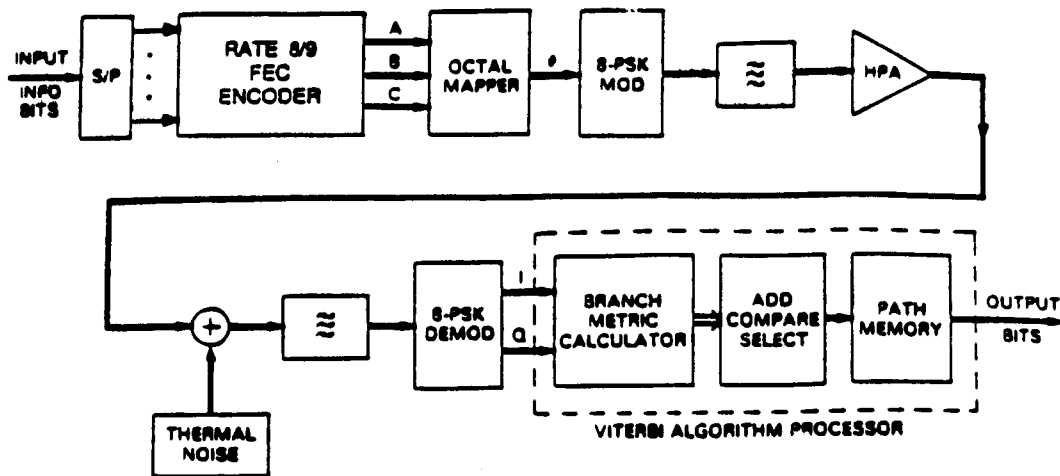 INPUT
INFO
BITS
S/P
RATE 8/9
FEC
ENCODER
A
B
C
OCTAL
MAPPER
8-PSK
MOD
HPA
THERMAL
NOISE
8-PSK
DEMOD
I
Q
BRANCH
METRIC
CALCULATOR
ADD
COMPARE
SELECT
PATH
MEMORY
OUTPUT
BITS
VITERBI ALGORITHM PROCESSOR